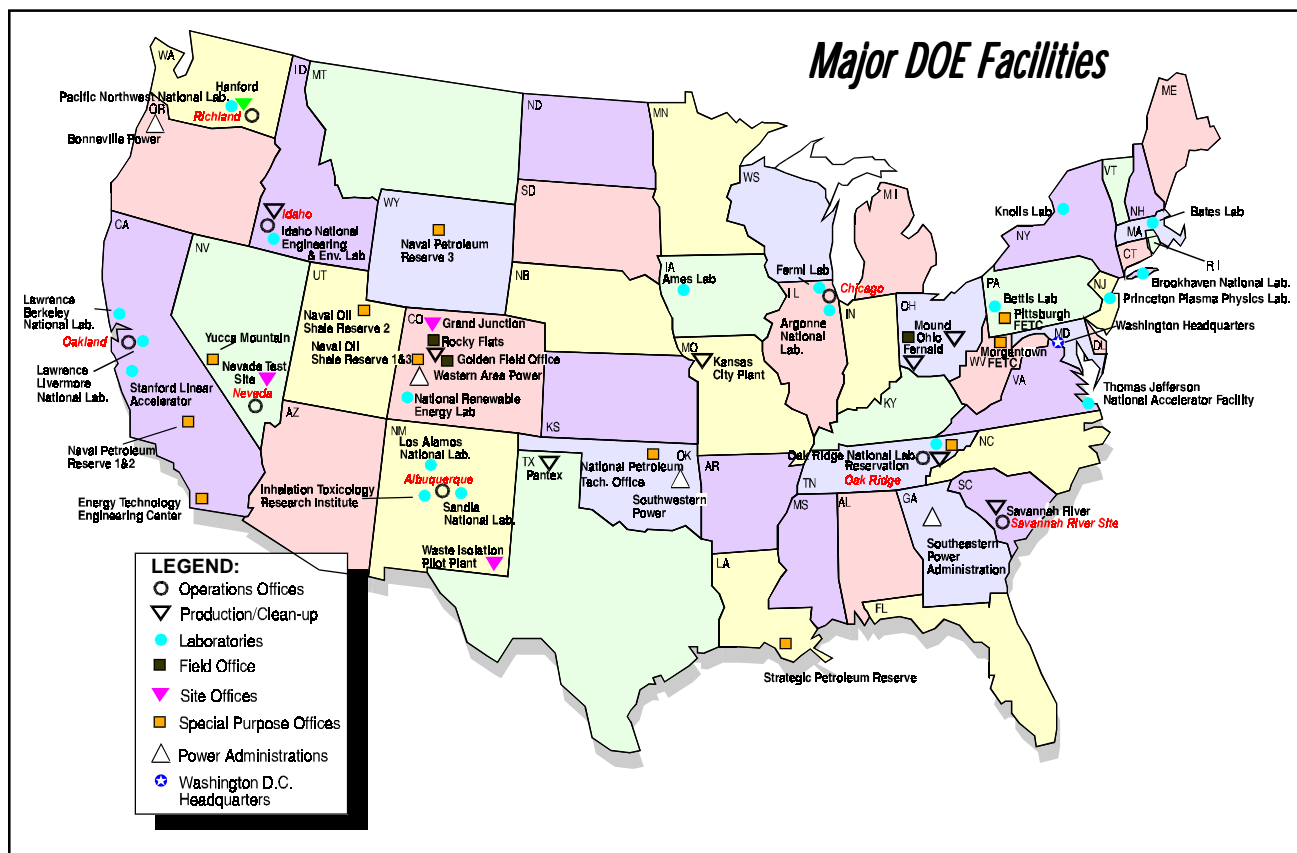 Major DOE Facilities
WA
Hanford
Pacific Northwest National Lab.
Richland
OR
Bonneville Power
ID
MT
ND
MN
ME
SD
WS
MI
VT
NH
Knolls Lab
Bates Lab
NY
MA
CT
RI
Brookhaven National Lab.
WY
Naval Petroleum
Reserve 3
Idaho
Idaho National
Engineering
& Env. Lab
CA
NV
UT
NB
IA
Ames Lab
Fermi Lab
Chicago
IL
Argonne
National
Lab.
IN
OH
Mound
Ohio
Fernald
PA
Bettis Lab
Pittsburgh
FETC
NJ
Princeton Plasma Physics Lab.
Washington Headquarters
MD
DL
Morgantown
FETC
WV
VA
Thomas Jefferson
National Accelerator Facility
Lawrence
Berkeley
National Lab.
Oakland
Lawrence
Livermore
National Lab.
Stanford Linear
Accelerator
Yucca Mountain
Nevada Test
Site
Nevada
Naval Oil
Shale Reserve 2
Naval Oil
Shale Reserve 1&3
CO
Grand Junction
Rocky Flats
Golden Field Office
Western Area Power
National Renewable
Energy Lab
MO
Kansas
City Plant
KY
KS
Naval Petroleum
Reserve 1&2
Energy Technology
Engineering Center
AZ
NM
Los Alamos
National Lab.
Albuquerque
Inhalation Toxicology
Research Institute
Sandia
National Lab.
Waste Isolation
Pilot Plant
TX
Pantex
OK
National Petroleum
Tech. Office
Southwestern
Power
AR
TN
Oak Ridge National Lab.
Reservation
Oak Ridge
NC
SC
Savannah River
Savannah River Site
MS
AL
GA
Southeastern
Power
Administration
LA
FL
Strategic Petroleum Reserve
LEGEND:
Operations Offices
Production/Clean-up
Laboratories
Field Office
Site Offices
Special Purpose Offices
Power Administrations
Washington D.C.
Headquarters